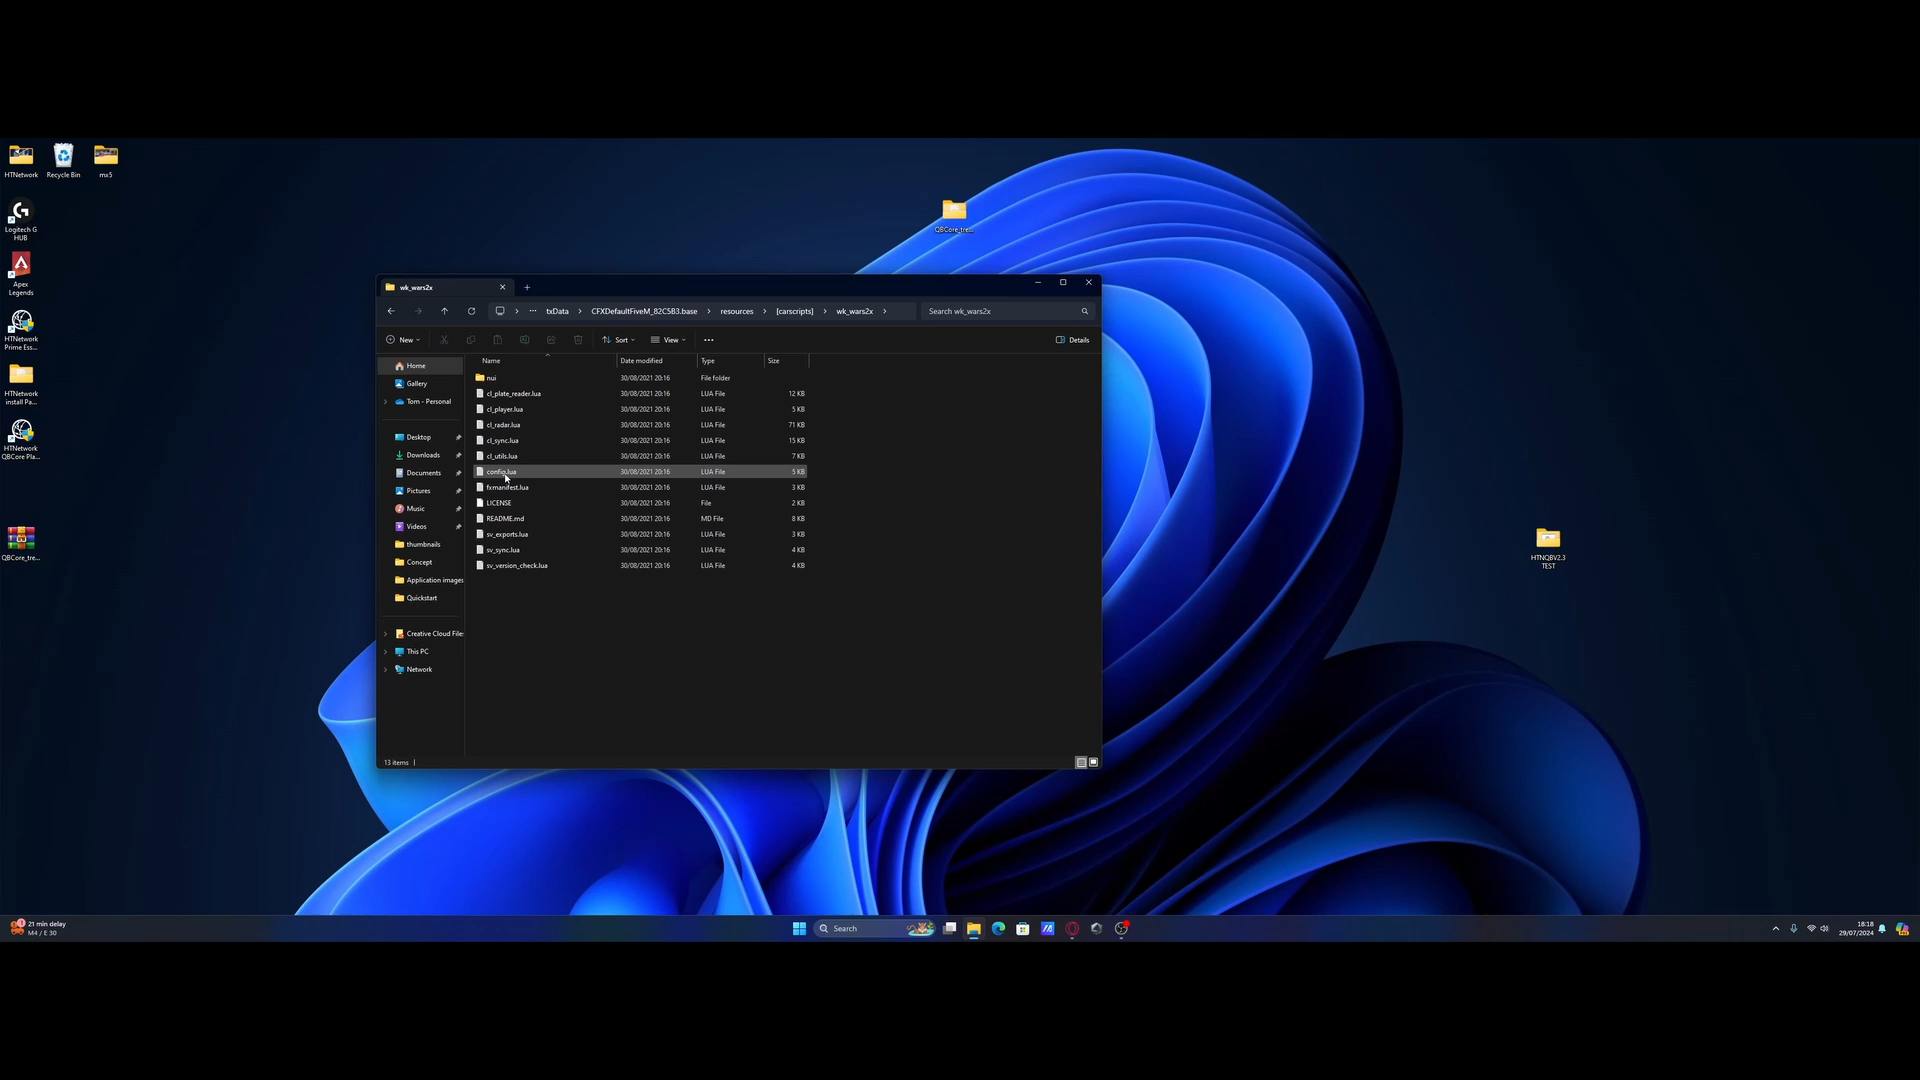 HTNetwork
Recycle Bin
mx5
Logitech G
HUB
Apex
Legends
HTNetwork
Prime Ess...
HTNetwork
install Pa...
HTNetwork
QBCore Pla...
QBCore_tre...
QBCore_tre...
HTNQBV2.3
TEST
wk_wars2x
txData
CFXDefaultFiveM_82C5B3.base
resources
[carscripts]
wk_wars2x
Search wk_wars2x
New
Sort
View
Details
Home
Gallery
Tom - Personal
Desktop
Downloads
Documents
Pictures
Music
Videos
thumbnails
Concept
Application images
Quickstart
Creative Cloud Files
This PC
Network
Name Date modified Type Size
nui 30/08/2021 20:16 File folder
cl_plate_reader.lua 30/08/2021 20:16 LUA File 12 KB
cl_player.lua 30/08/2021 20:16 LUA File 5 KB
cl_radar.lua 30/08/2021 20:16 LUA File 71 KB
cl_sync.lua 30/08/2021 20:16 LUA File 15 KB
cl_utils.lua 30/08/2021 20:16 LUA File 7 KB
config.lua 30/08/2021 20:16 LUA File 5 KB
fxmanifest.lua 30/08/2021 20:16 LUA File 3 KB
LICENSE 30/08/2021 20:16 File 2 KB
README.md 30/08/2021 20:16 MD File 8 KB
sv_exports.lua 30/08/2021 20:16 LUA File 3 KB
sv_sync.lua 30/08/2021 20:16 LUA File 4 KB
sv_version_check.lua 30/08/2021 20:16 LUA File 4 KB
13 items
1
21 min delay
M4 / E 30
Search
18:18
29/07/2024